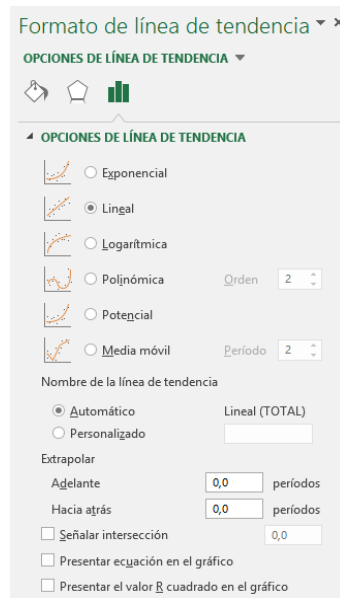 Formato de línea de tendencia
OPCIONES DE LÍNEA DE TENDENCIA
OPCIONES DE LÍNEA DE TENDENCIA
Exponencial
Lineal
Logarítmica
Polinómica Orden 2
Potencial
Media móvil Período 2
Nombre de la línea de tendencia
Automático Lineal (TOTAL)
Personalizado
Extrapolar
Adelante 0,0 períodos
Hacia atrás 0,0 períodos
Señalar intersección 0,0
Presentar ecuación en el gráfico
Presentar el valor R cuadrado en el gráfico